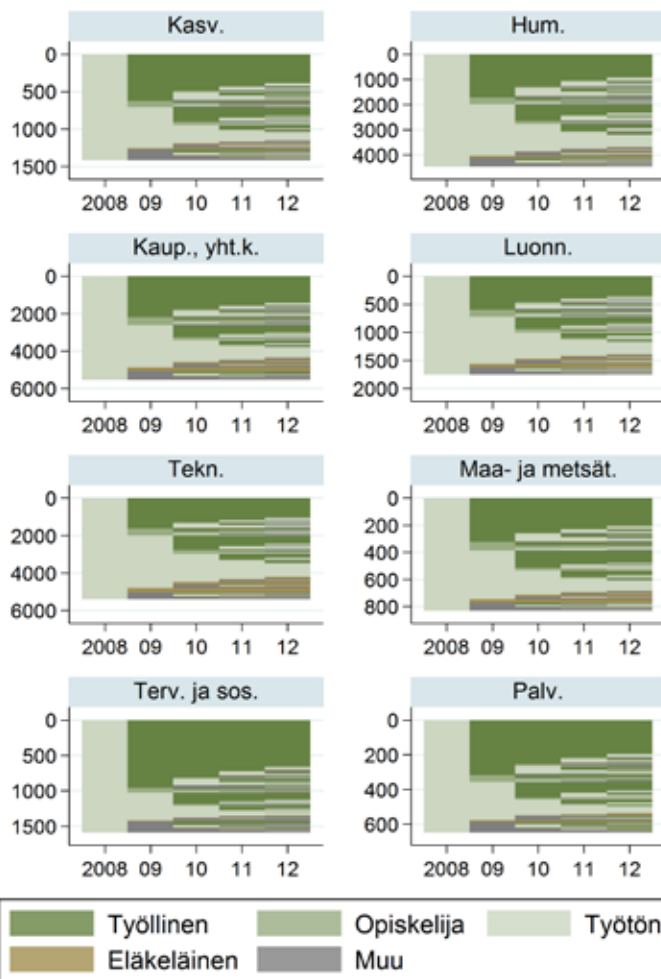 Kasv.
0
500
1000
1500
2008 09 10 11 12
Hum.
0
1000
2000
3000
4000
2008 09 10 11 12
Kaup., yht.k.
0
2000
4000
6000
2008 09 10 11 12
Luonn.
0
500
1000
1500
2000
2008 09 10 11 12
Tekn.
0
2000
4000
6000
2008 09 10 11 12
Maa- ja metsät.
0
200
400
600
800
2008 09 10 11 12
Terv. ja sos.
0
500
1000
1500
2008 09 10 11 12
Palv.
0
200
400
600
2008 09 10 11 12
Työllinen Opiskelija Työtön
Eläkeläinen Muu